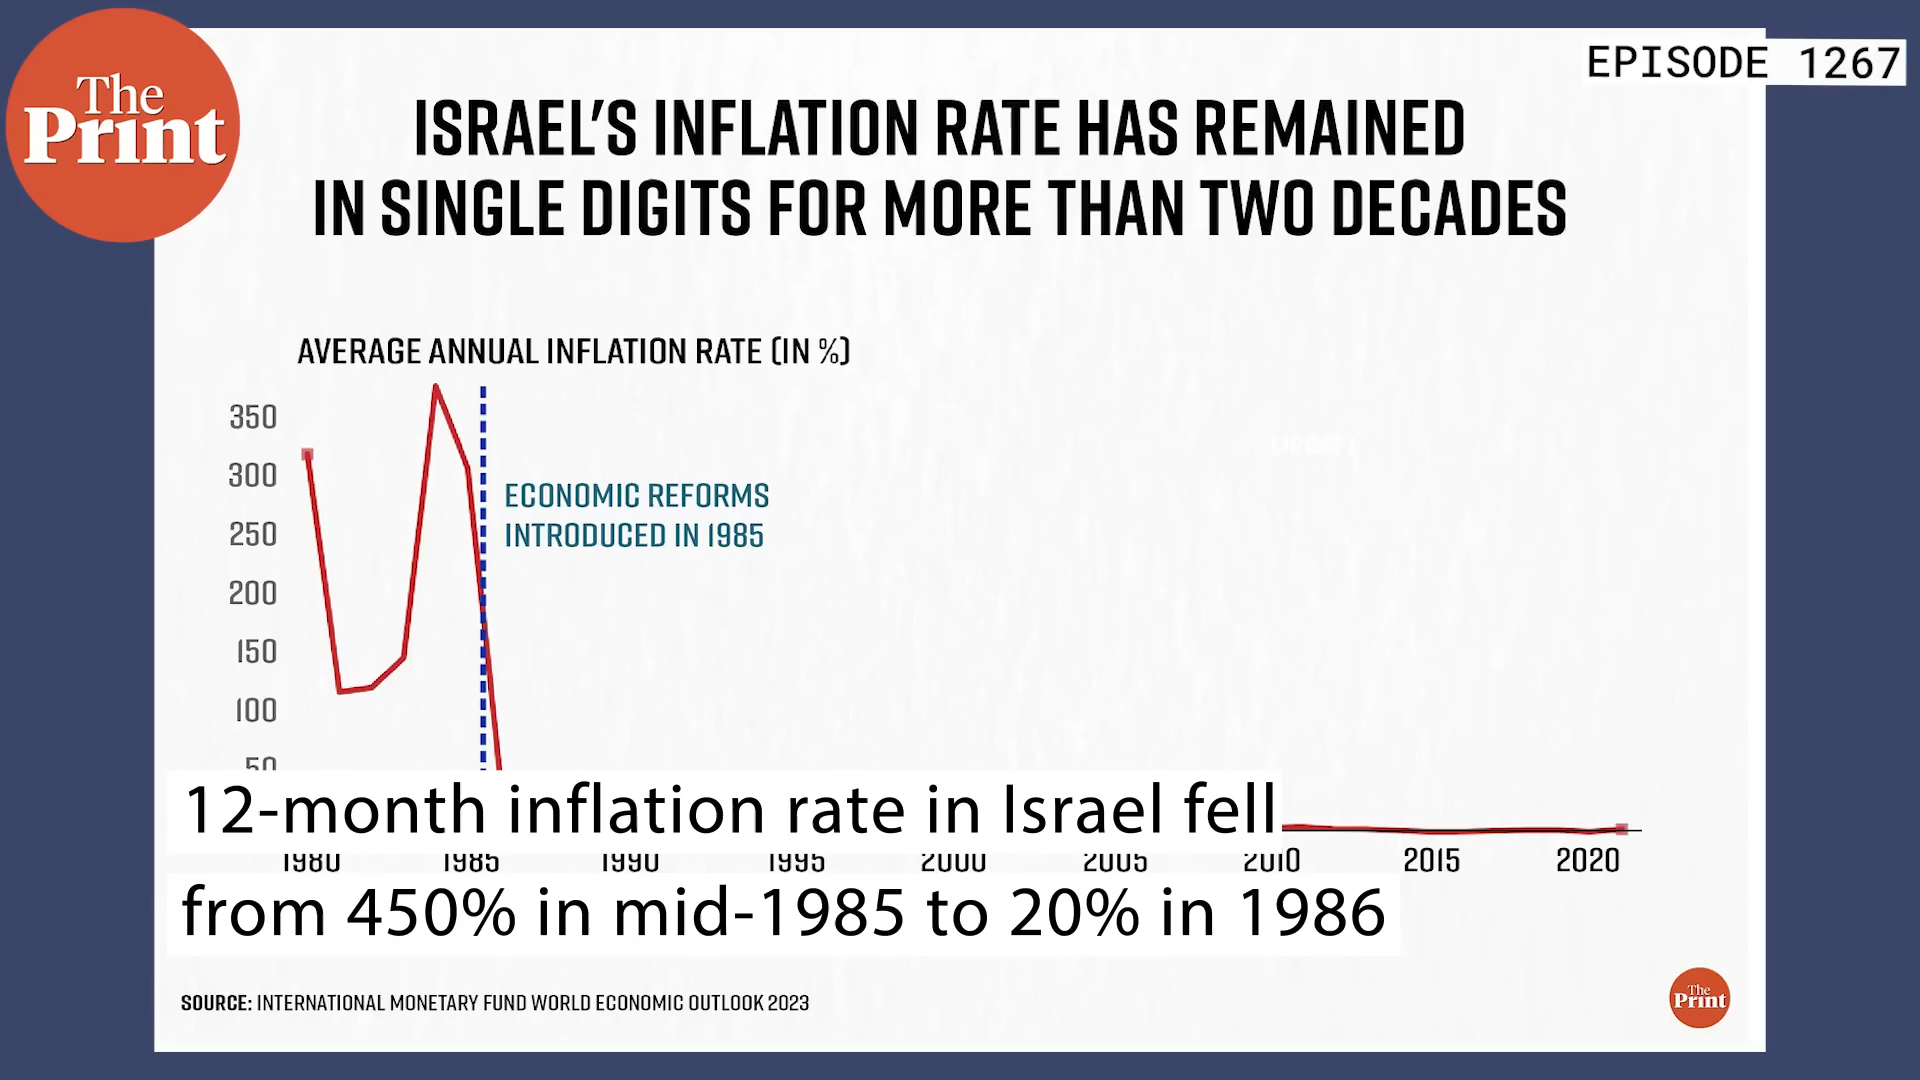 The
Print
EPISODE 1267
ISRAEL'S INFLATION RATE HAS REMAINED
IN SINGLE DIGITS FOR MORE THAN TWO DECADES
AVERAGE ANNUAL INFLATION RATE (IN %)
350
300
250
200
150
100
50
ECONOMIC REFORMS
INTRODUCED IN 1985
12-month inflation rate in Israel fell
1980 1985 1990 1995 2000 2005 2010 2015 2020
from 450% in mid-1985 to 20% in 1986
SOURCE: INTERNATIONAL MONETARY FUND WORLD ECONOMIC OUTLOOK 2023
The
Print